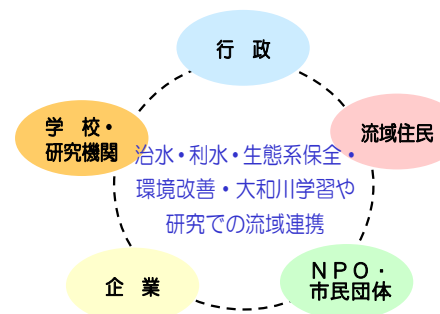 行　政
学　校・
研究機関
流域住民
治水・利水・生態系保全・
環境改善・大和川学習や
研究での流域連携
企　業
ＮＰＯ・
市民団体